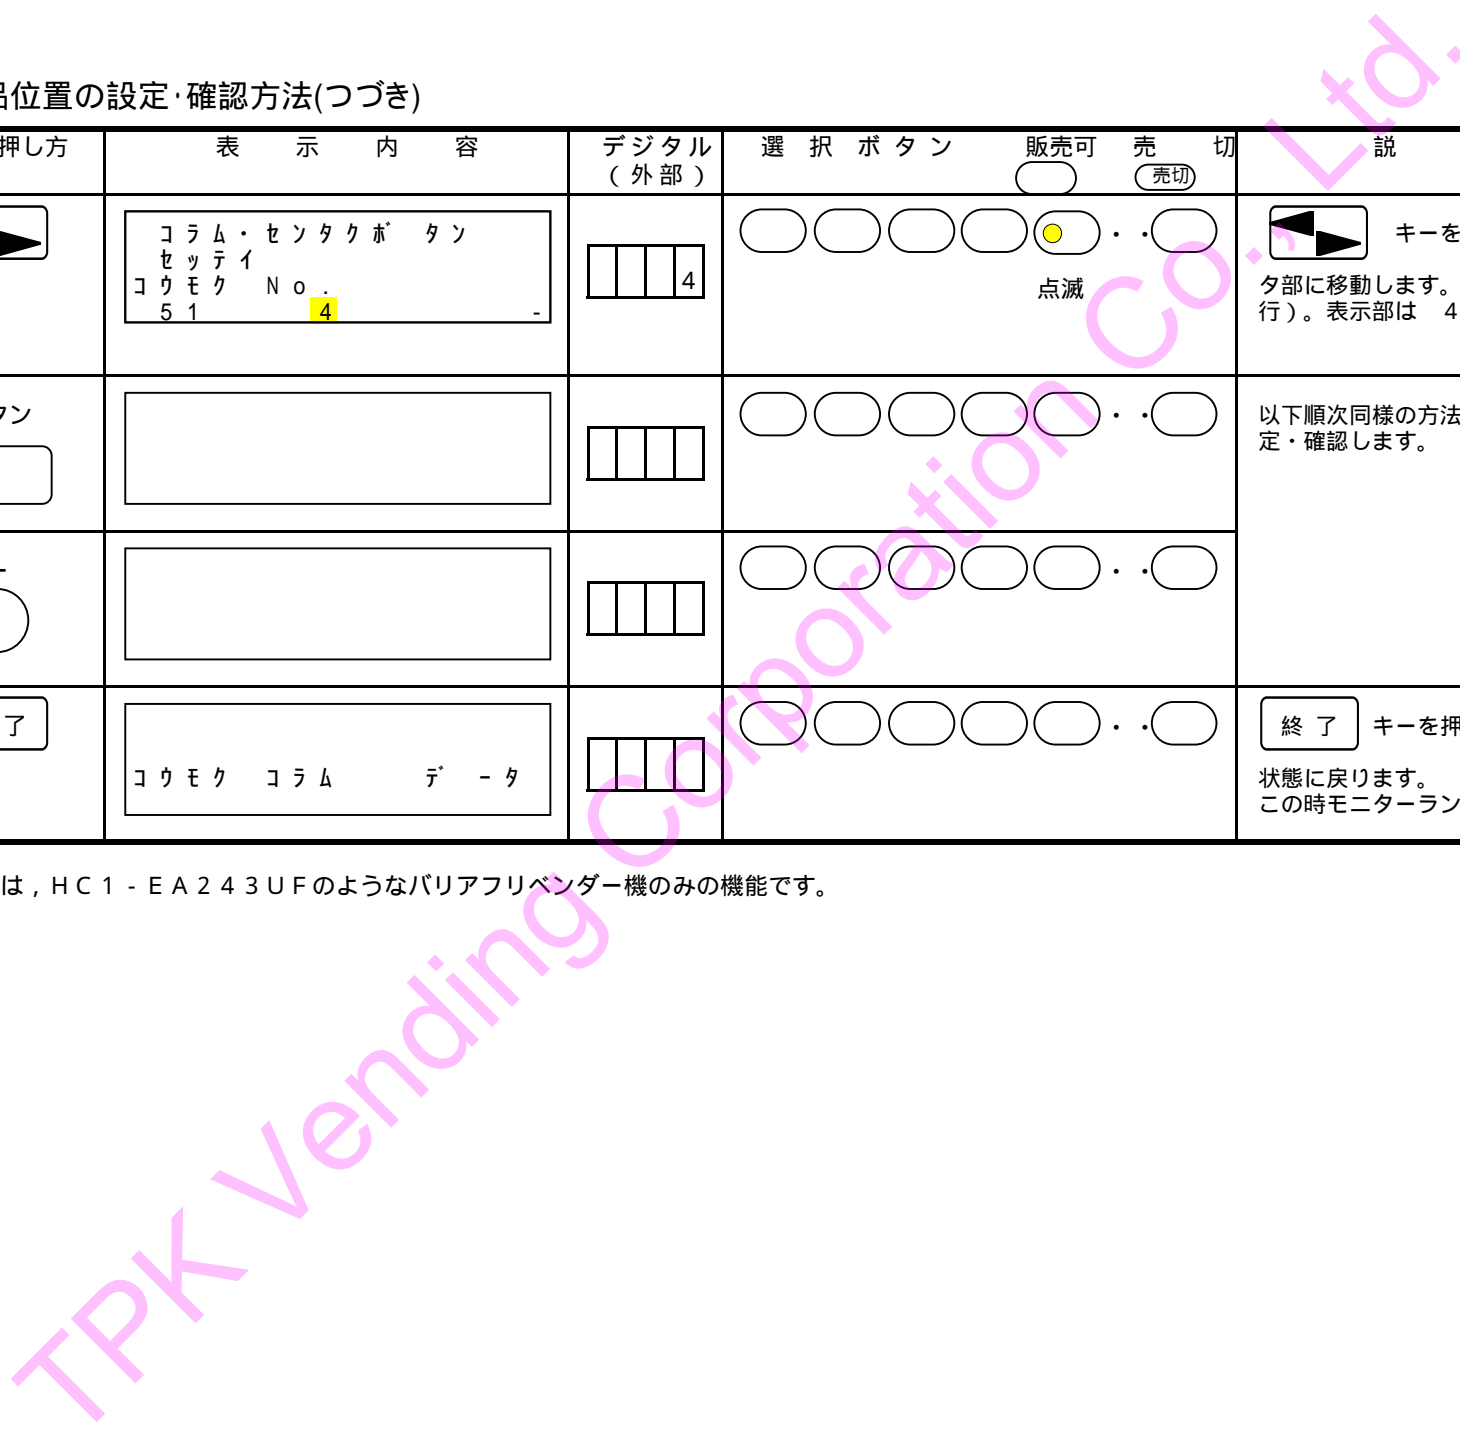 品位置の設定･確認方法(つづき)
押し方 表示内容 デジタル(外部) 選択ボタン 販売可 売切 売切 説
コラム・センタクボタン
セッテイ
コウモク No.
51 4 -
4
点滅
キーを
タ部に移動します。
行)。表示部は 4
タン
以下順次同様の方法
定・確認します。
ー
了
コウモク コラム データ
終了 キーを押
状態に戻ります。
この時モニターラン
は,HC1-EA243UFのようなバリアフリベンダー機のみの機能です。
TPK Vending Corporation Co., Ltd.